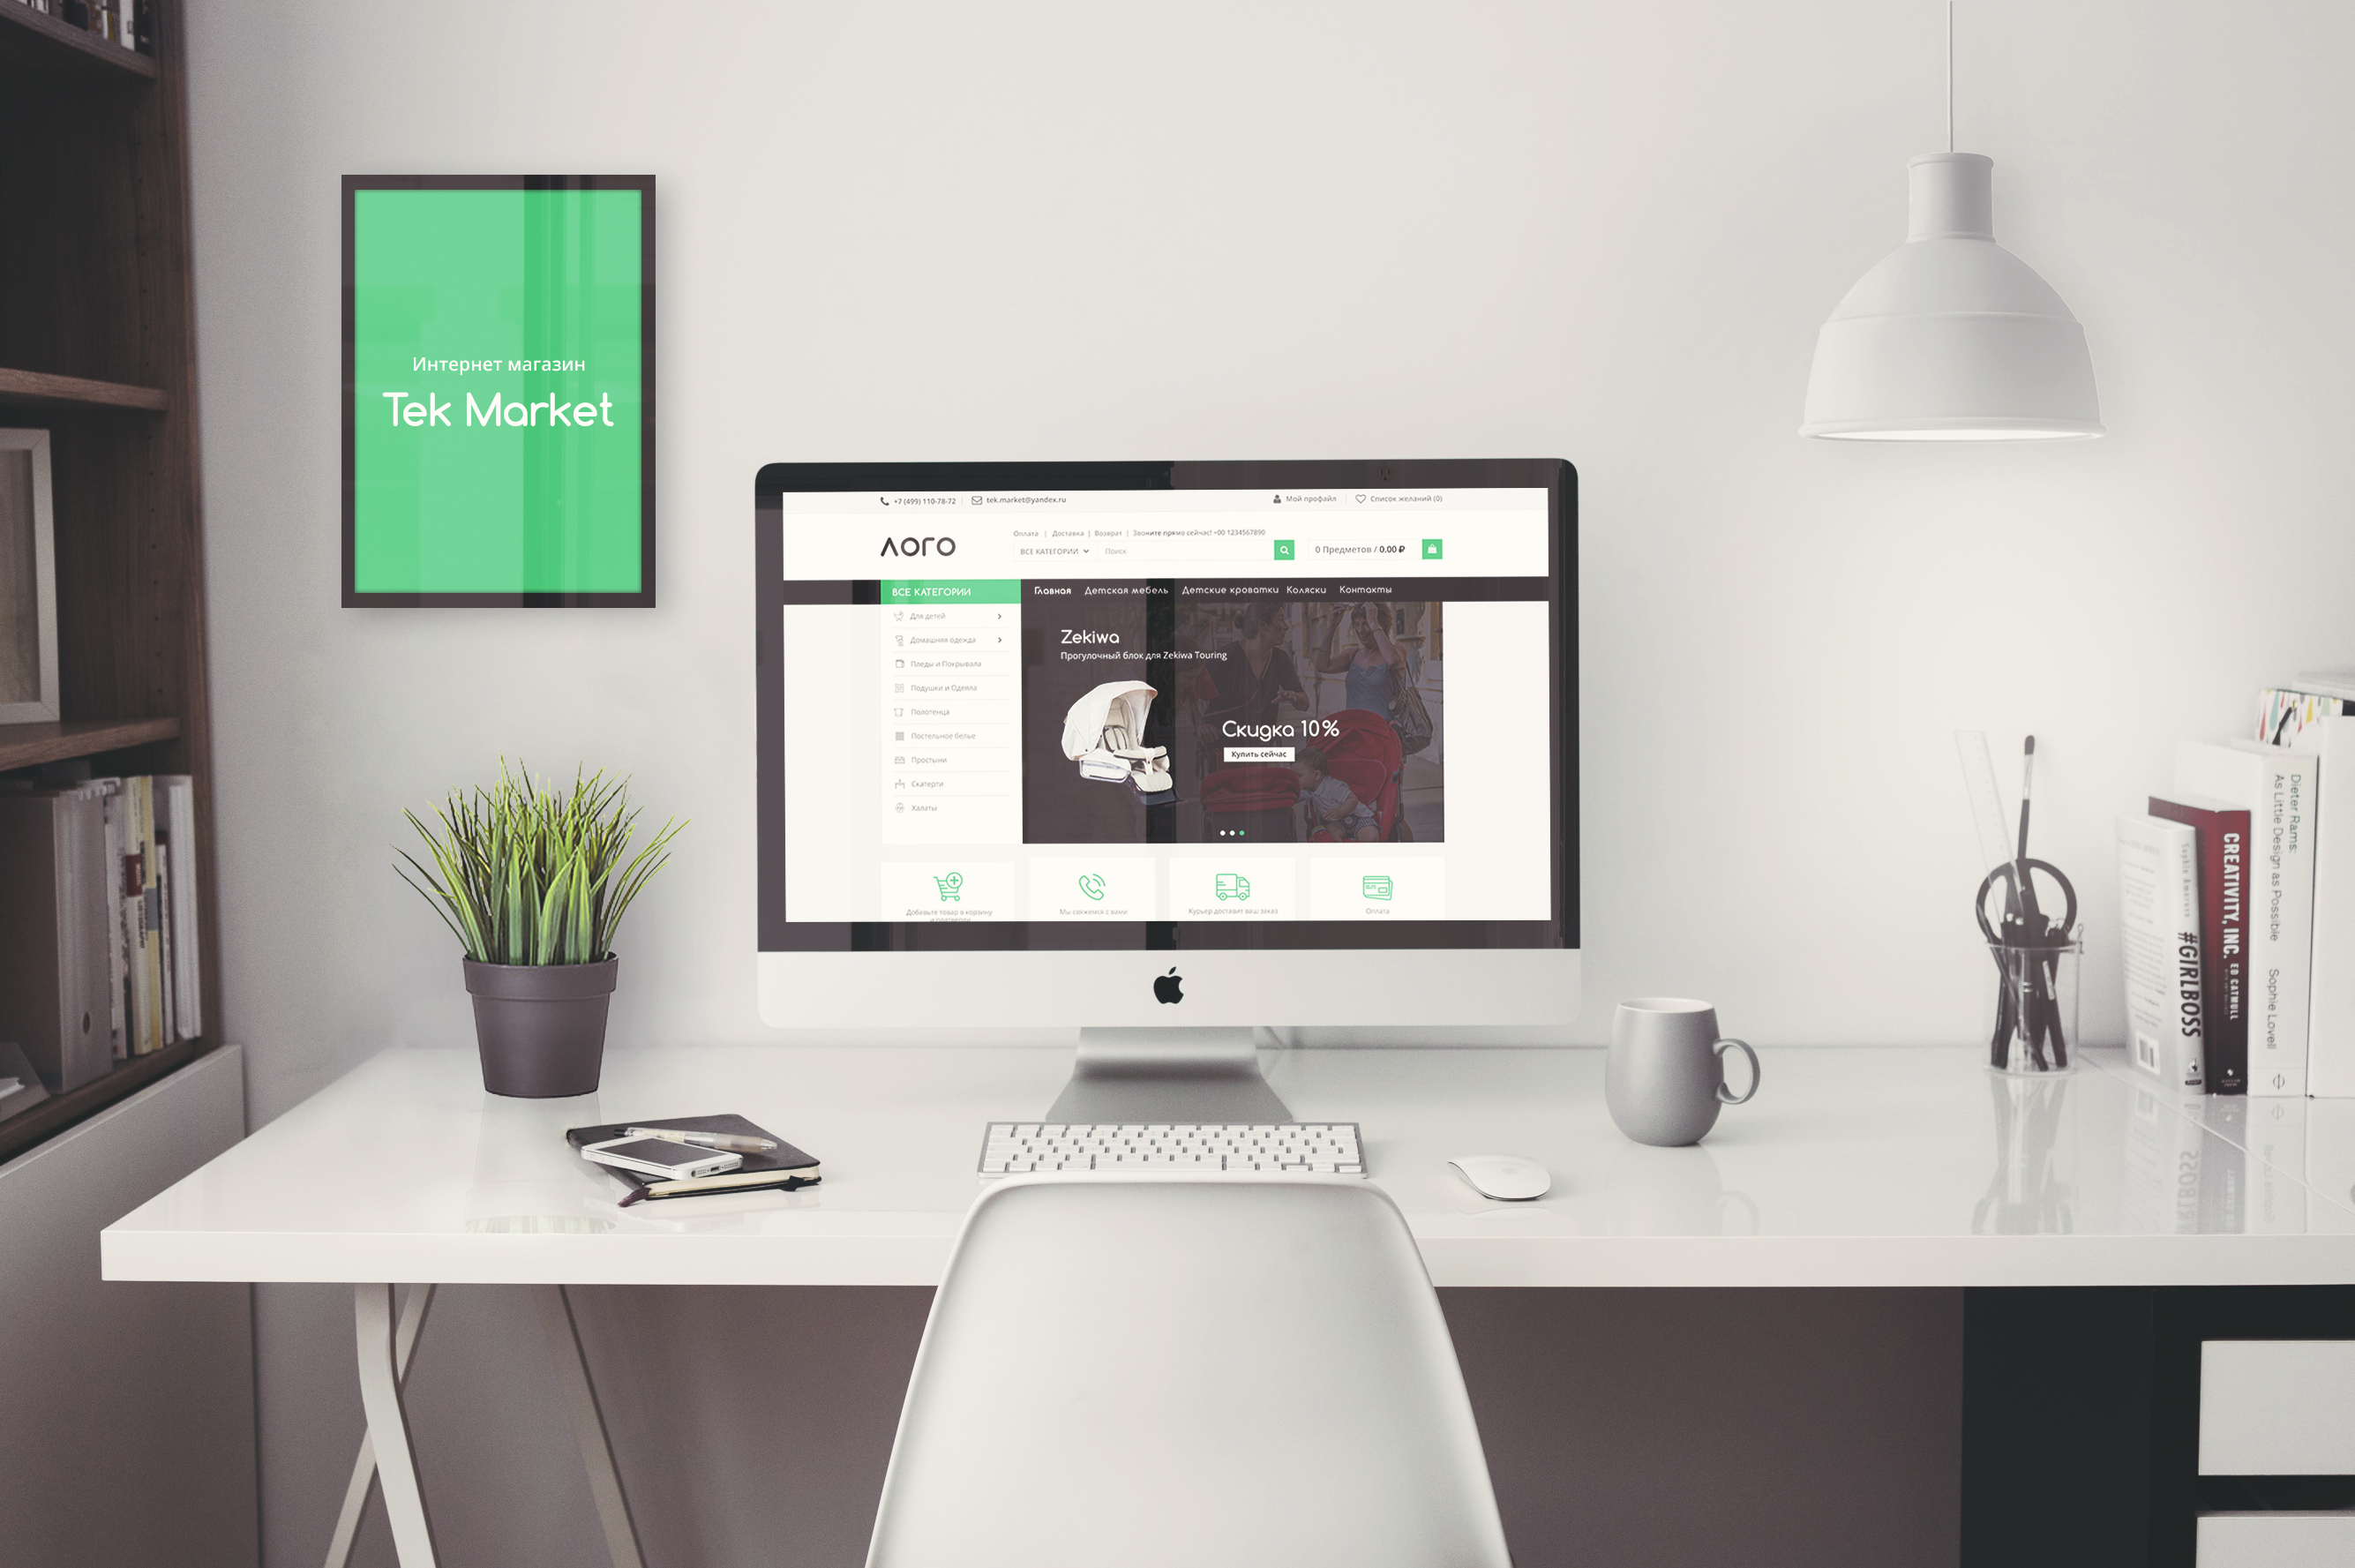 Интернет магазин
Tek Market
+7 (499) 110-78-72
tek.market@yandex.ru
Мой профайл
Список желаний (0)
Оплата | Доставка | Возврат | Звоните прямо сейчас! +00 1234567890
ЛОГО
ВСЕ КАТЕГОРИИ
Поиск
0 Предметов / 0.00 ₽
ВСЕ КАТЕГОРИИ
Главная
Детская мебель
Детские кроватки
Коляски
Контакты
Для детей
Домашняя одежда
Пледы и Покрывала
Подушки и Одеяла
Полотенца
Постельное белье
Простыни
Скатерти
Халаты
Zekiwa
Прогулочный блок для Zekiwa Touring
Скидка 10%
Купить сейчас
Добавьте товар в корзину
Мы свяжемся с вами
Курьер доставит ваш заказ
Оплата
Sophia Amoruso
#GIRLBOSS
CREATIVITY, INC.
ED CATMULL
Dieter Rams:
As Little Design as Possible
Sophie Lovell